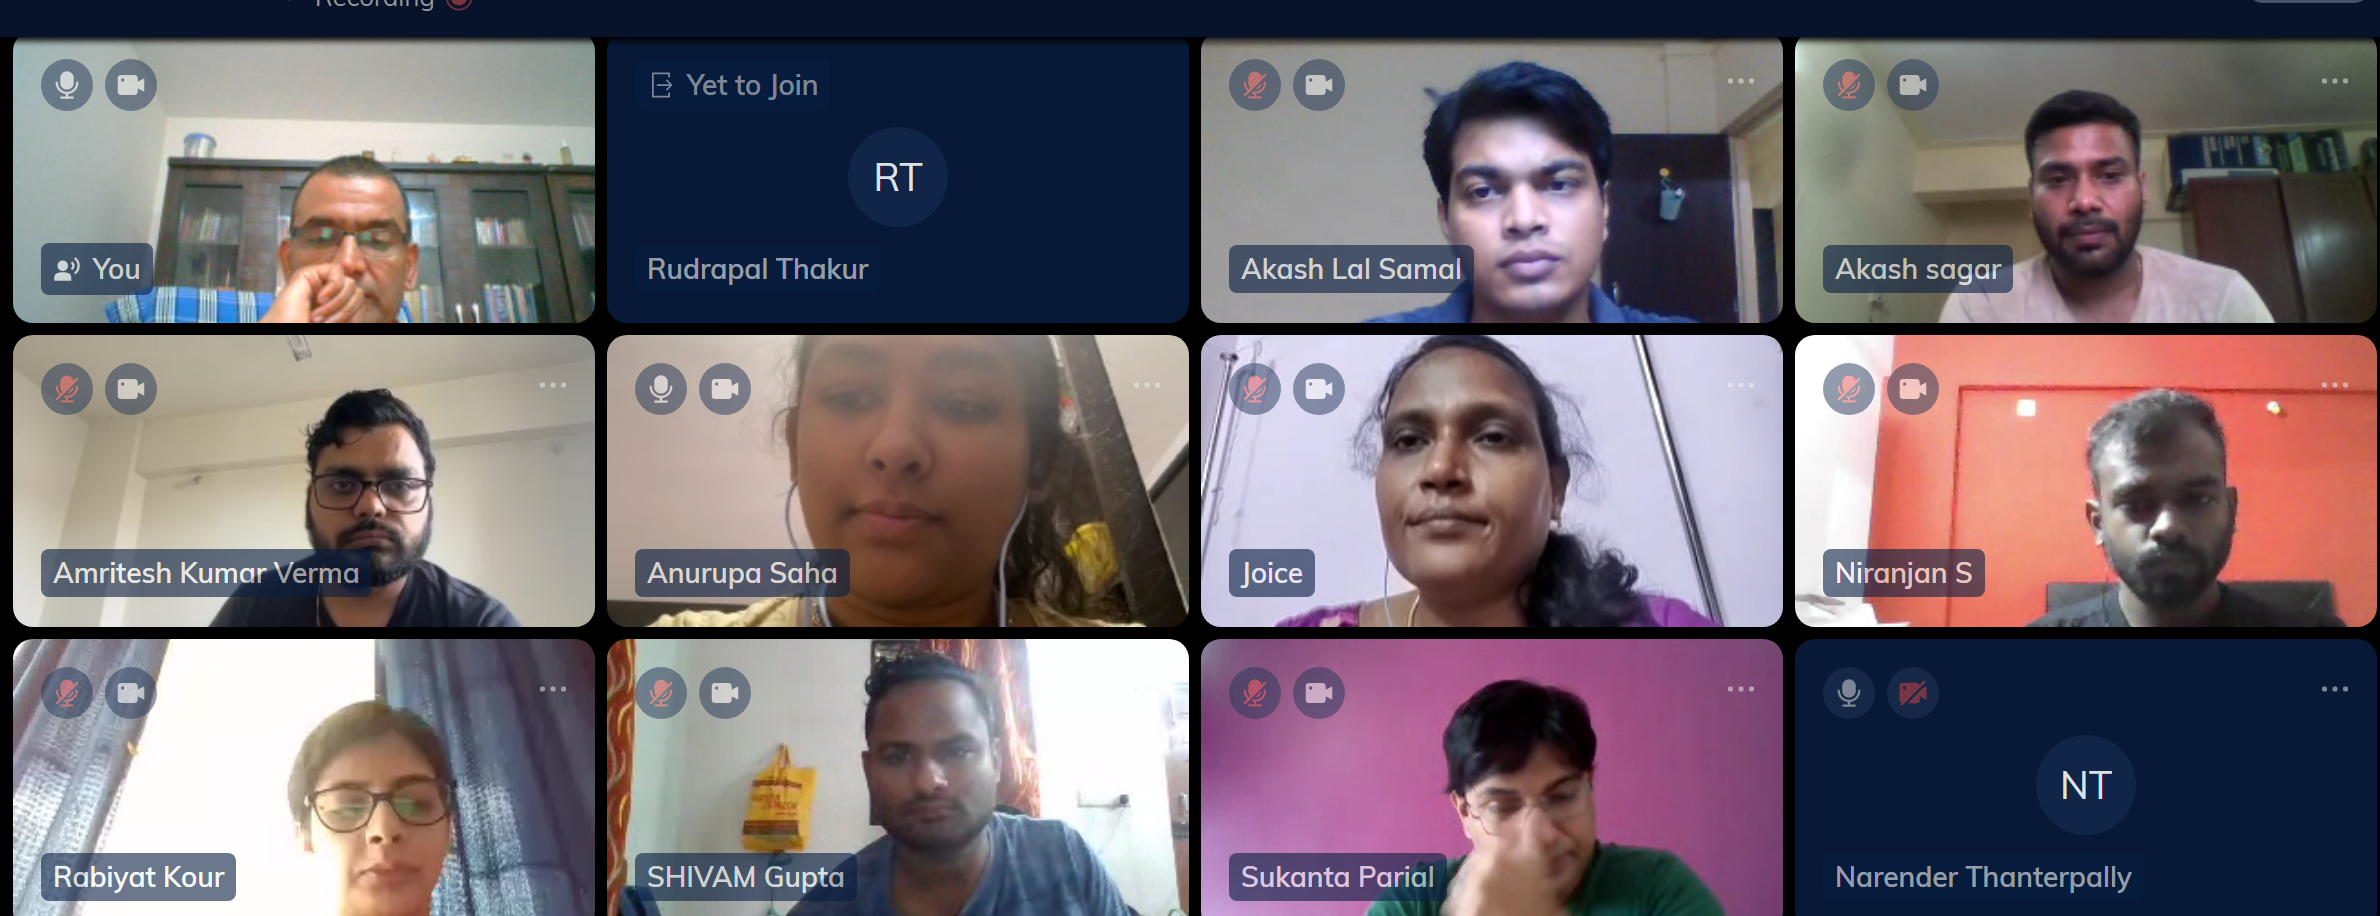 Recording
You
Yet to Join
RT
Rudrapal Thakur
Akash Lal Samal
Akash sagar
Amritesh Kumar Verma
Anurupa Saha
Joice
Niranjan S
Rabiyat Kour
SHIVAM Gupta
Sukanta Parial
NT
Narender Thanterpally